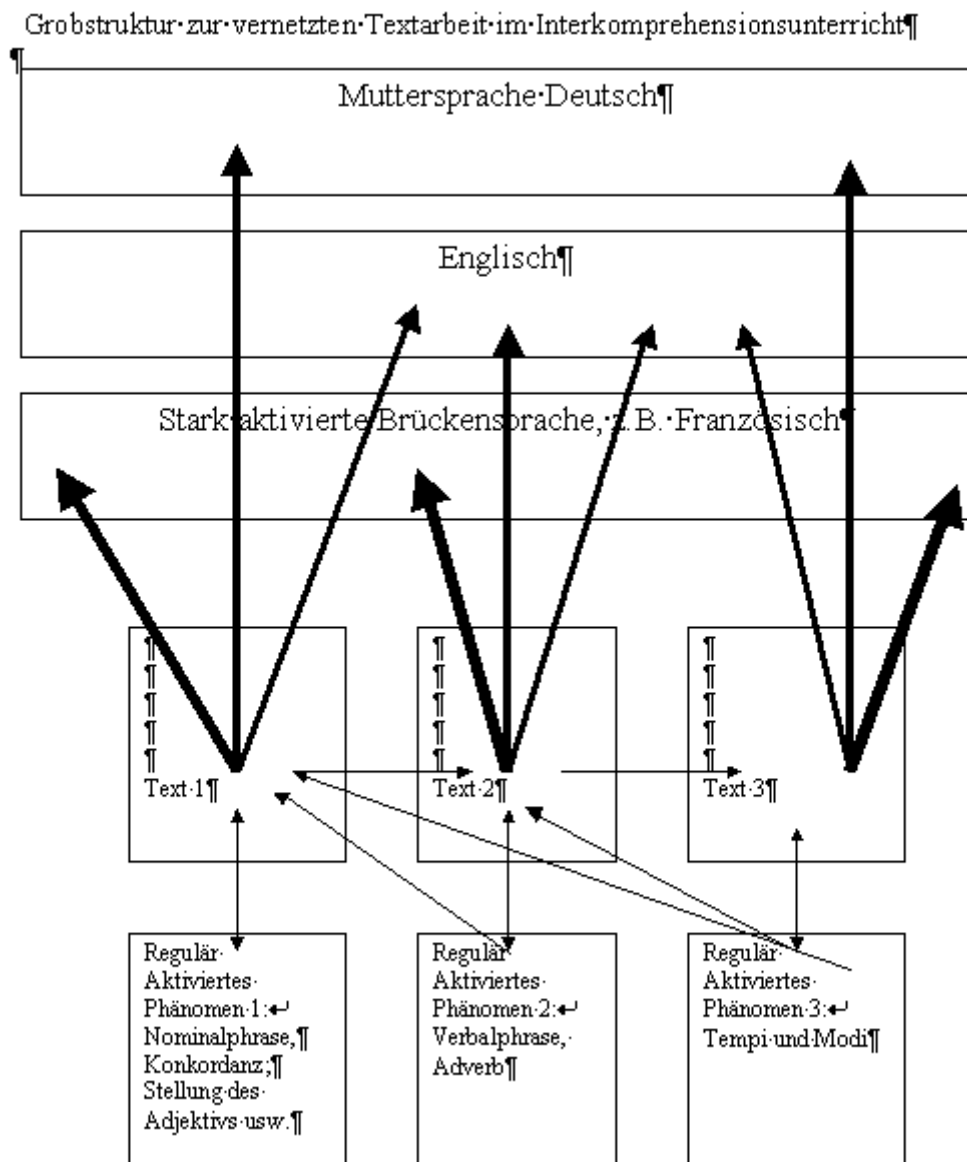 Grobstruktur·zur·vernetzten·Textarbeit·im·Interkomprehensionsunterricht¶
¶
Muttersprache·Deutsch¶
Englisch¶
Stark·aktivierte·Brückensprache,·z.B.·Französisch¶
¶
¶
¶
¶
¶
Text·1¶
¶
¶
¶
¶
¶
Text·2¶
¶
¶
¶
¶
¶
Text·3¶
Regulär·
Aktiviertes·
Phänomen·1:↵
Nominalphrase,¶
Konkordanz;¶
Stellung·des·
Adjektivs·usw.¶
Regulär·
Aktiviertes·
Phänomen·2:↵
Verbalphrase,·
Adverb¶
Regulär·
Aktiviertes·
Phänomen·3:↵
Tempi·und·Modi¶